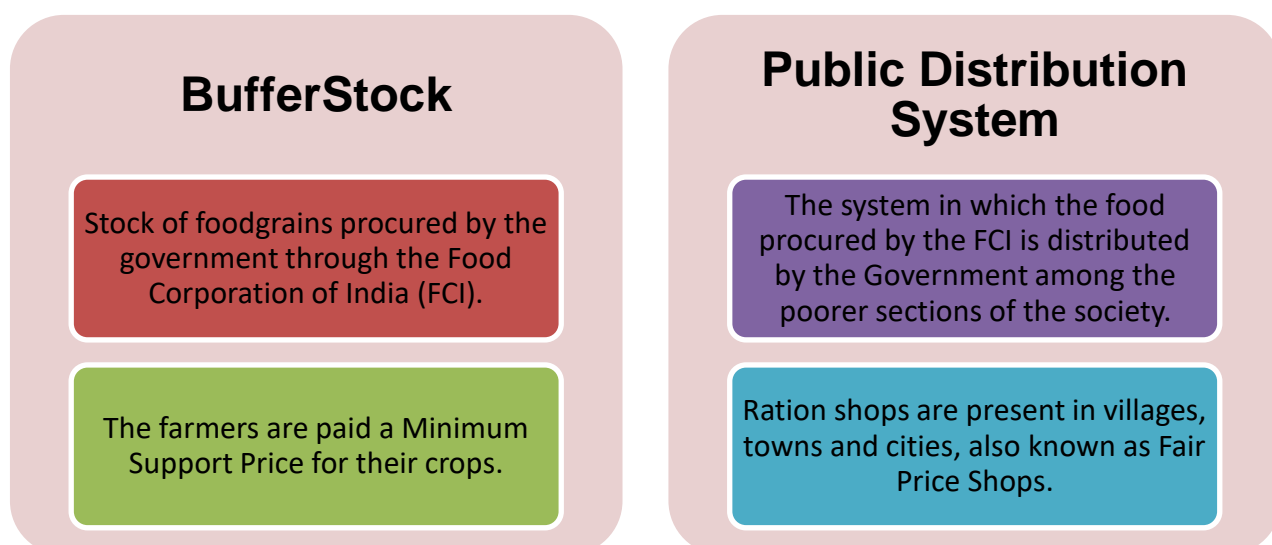 BufferStock
Stock of foodgrains procured by the
government through the Food
Corporation of India (FCI).
The farmers are paid a Minimum
Support Price for their crops.
Public Distribution
System
The system in which the food
procured by the FCI is distributed
by the Government among the
poorer sections of the society.
Ration shops are present in villages,
towns and cities, also known as Fair
Price Shops.